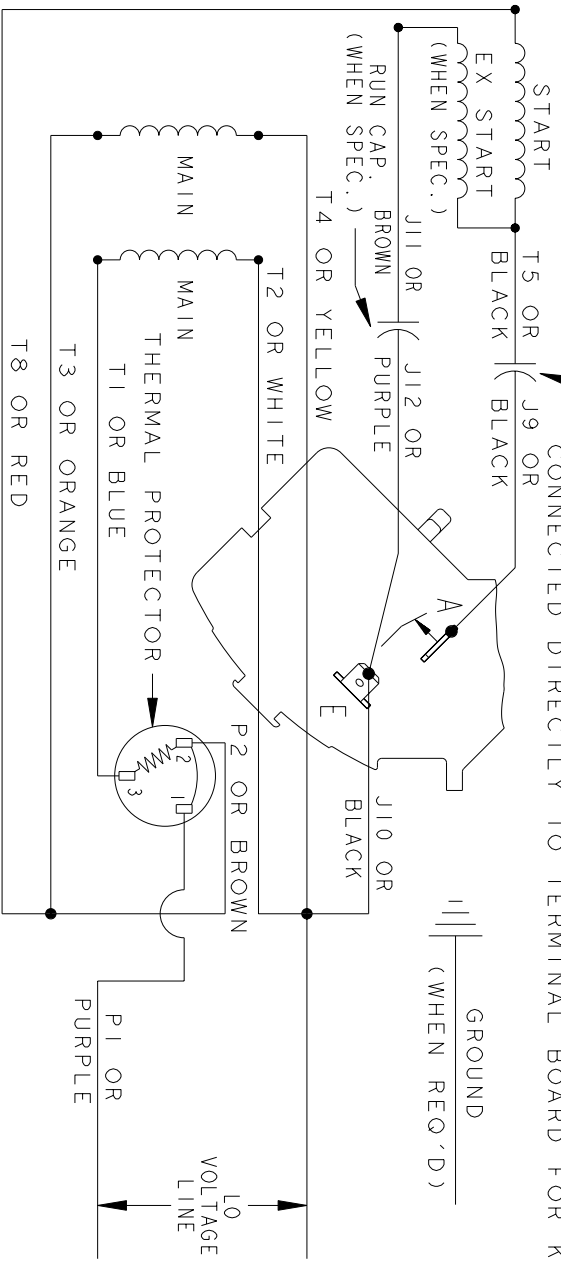 CONNECTED DIRECTLY TO TERMINAL BOARD FOR K
START
EX START
(WHEN SPEC.)
T5 OR
BLACK
J9 OR
BLACK
RUN CAP.
(WHEN SPEC.)
J11 OR
BROWN
J12 OR
PURPLE
A
E
J10 OR
BLACK
GROUND
(WHEN REQ'D)
T4 OR YELLOW
MAIN
T2 OR WHITE
MAIN
THERMAL PROTECTOR
T1 OR BLUE
T3 OR ORANGE
T8 OR RED
2
1
3
P2 OR BROWN
P1 OR
PURPLE
LO
VOLTAGE
LINE